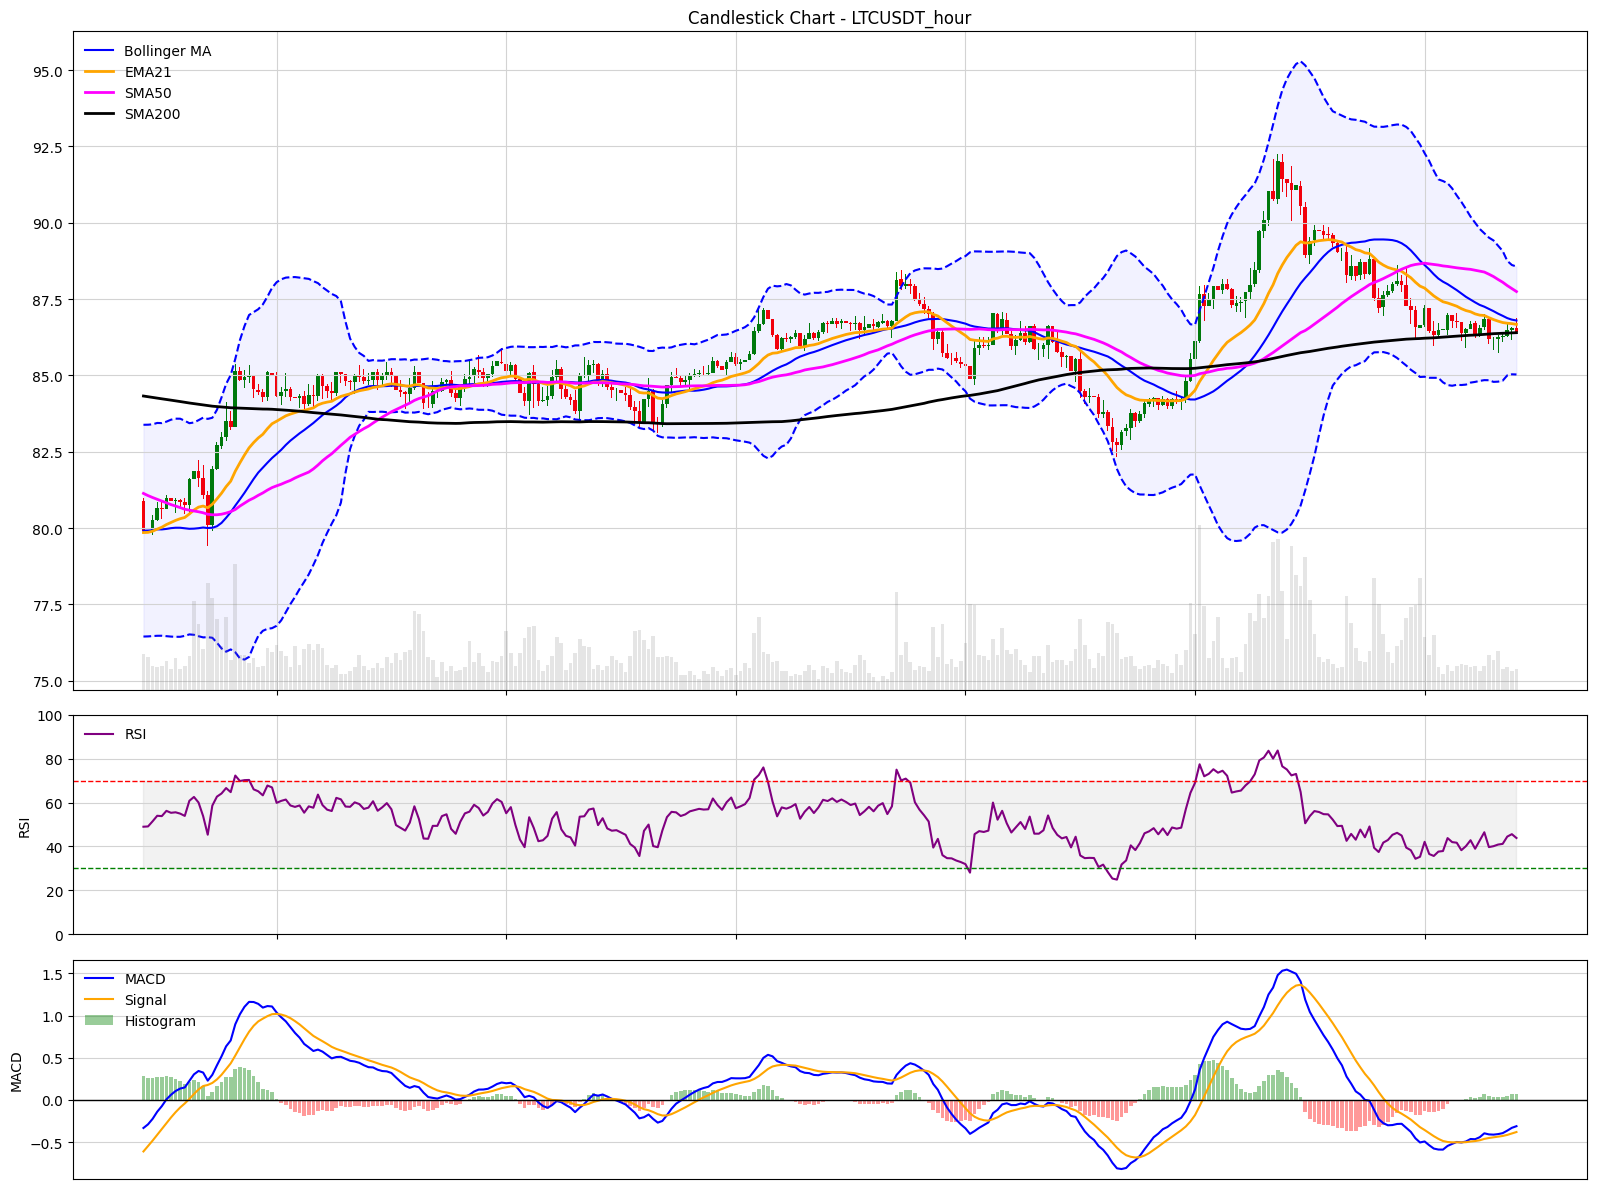 Candlestick Chart - LTCUSDT_hour
Bollinger MA
EMA21
SMA50
SMA200
95.0
92.5
90.0
87.5
85.0
82.5
80.0
77.5
75.0
RSI
100
80
60
40
20
0
RSI
MACD
Signal
Histogram
1.5
1.0
0.5
0.0
−0.5
MACD